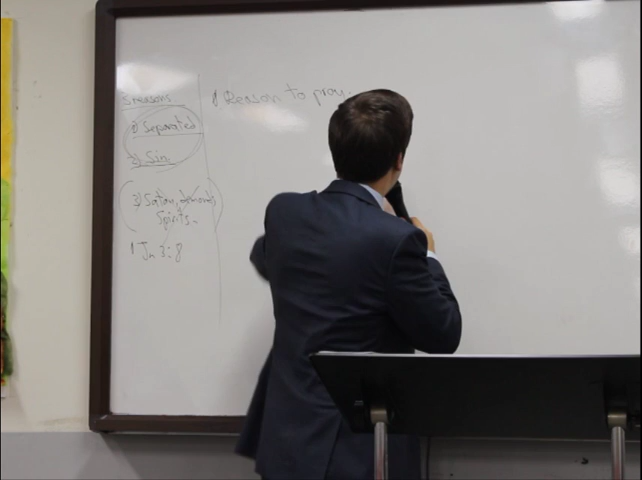 3 reasons
1) Separated
2) Sin
3) Satan, demons
Spirits.
1 Jn 3:8
1) Reason to pray.